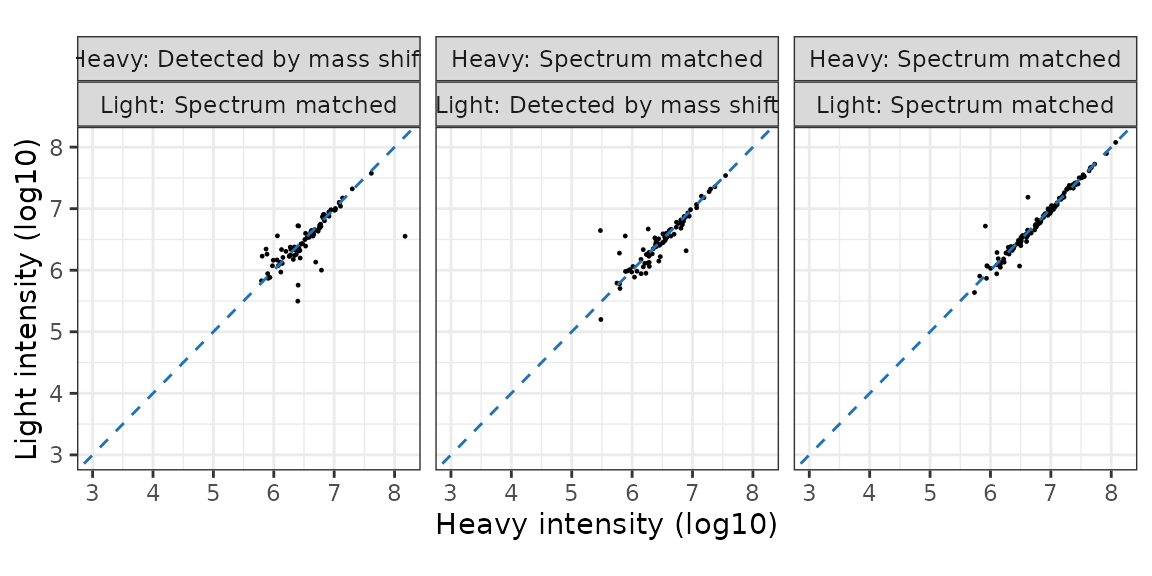 Heavy: Detected by mass shif
Heavy: Spectrum matched
Heavy: Spectrum matched
Light: Spectrum matched
Light: Detected by mass shift
Light: Spectrum matched
Light intensity (log10)
8
7
6
5
4
3
3 4 5 6 7 8
3 4 5 6 7 8
3 4 5 6 7 8
Heavy intensity (log10)